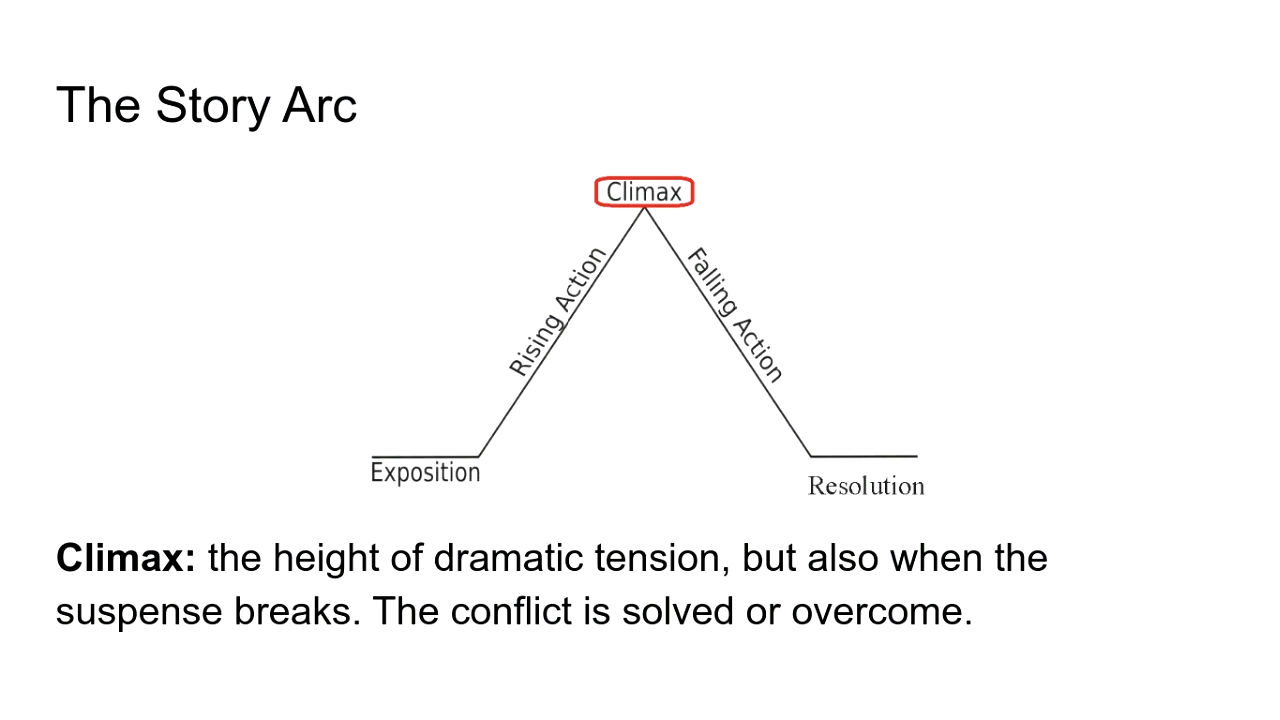 The Story Arc
Climax
Rising Action
Falling Action
Exposition
Resolution
Climax: the height of dramatic tension, but also when the
suspense breaks. The conflict is solved or overcome.